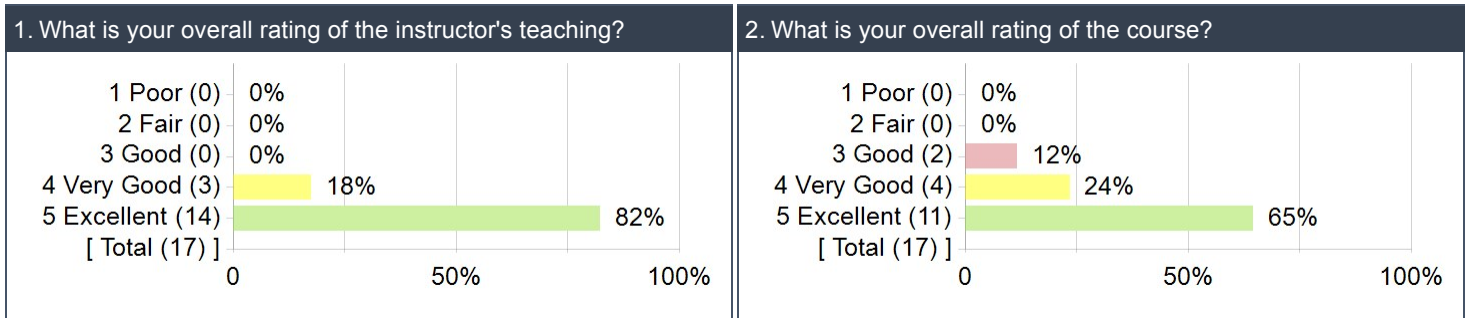 1. What is your overall rating of the instructor's teaching?
1 Poor (0) 0%
2 Fair (0) 0%
3 Good (0) 0%
4 Very Good (3) 18%
5 Excellent (14) 82%
[ Total (17) ]
0 50% 100%
2. What is your overall rating of the course?
1 Poor (0) 0%
2 Fair (0) 0%
3 Good (2) 12%
4 Very Good (4) 24%
5 Excellent (11) 65%
[ Total (17) ]
0 50% 100%